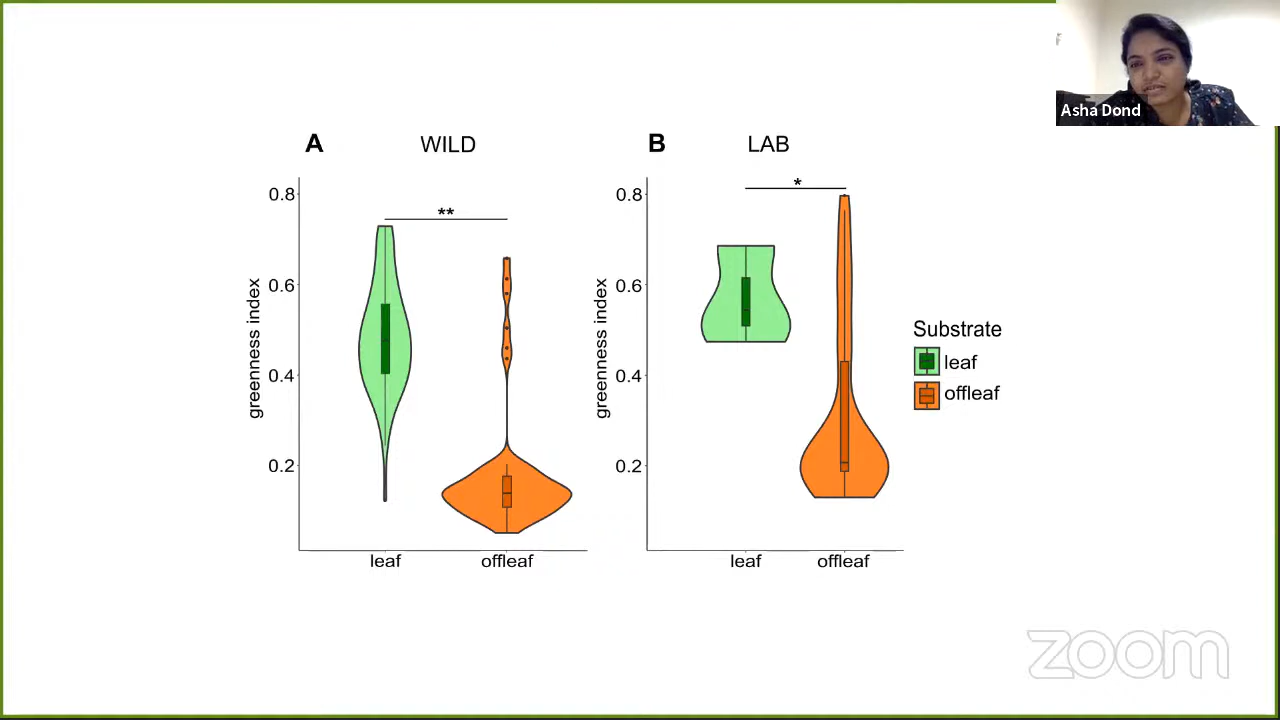 Asha Dond
A WILD
B LAB
**
*
greenness index
0.8
0.6
0.4
0.2
leaf
offleaf
greenness index
0.8
0.6
0.4
0.2
leaf
offleaf
Substrate
leaf
offleaf
zoom